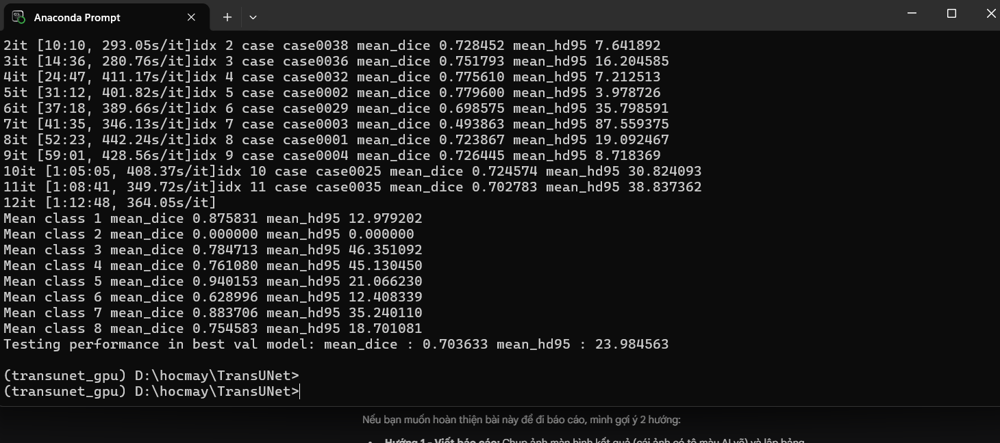 Anaconda Prompt
2it [10:10, 293.05s/it]idx 2 case case0038 mean_dice 0.728452 mean_hd95 7.641892
3it [14:36, 280.76s/it]idx 3 case case0036 mean_dice 0.751793 mean_hd95 16.204585
4it [24:47, 411.17s/it]idx 4 case case0032 mean_dice 0.775610 mean_hd95 7.212513
5it [31:12, 401.82s/it]idx 5 case case0002 mean_dice 0.779600 mean_hd95 3.978726
6it [37:18, 389.66s/it]idx 6 case case0029 mean_dice 0.698575 mean_hd95 35.798591
7it [41:35, 346.13s/it]idx 7 case case0003 mean_dice 0.493863 mean_hd95 87.559375
8it [52:23, 442.24s/it]idx 8 case case0001 mean_dice 0.723867 mean_hd95 19.092467
9it [59:01, 428.56s/it]idx 9 case case0004 mean_dice 0.726445 mean_hd95 8.718369
10it [1:05:05, 408.37s/it]idx 10 case case0025 mean_dice 0.724574 mean_hd95 30.824093
11it [1:08:41, 349.72s/it]idx 11 case case0035 mean_dice 0.702783 mean_hd95 38.837362
12it [1:12:48, 364.05s/it]
Mean class 1 mean_dice 0.875831 mean_hd95 12.979202
Mean class 2 mean_dice 0.000000 mean_hd95 0.000000
Mean class 3 mean_dice 0.784713 mean_hd95 46.351092
Mean class 4 mean_dice 0.761080 mean_hd95 45.130450
Mean class 5 mean_dice 0.940153 mean_hd95 21.066230
Mean class 6 mean_dice 0.628996 mean_hd95 12.408339
Mean class 7 mean_dice 0.883706 mean_hd95 35.240110
Mean class 8 mean_dice 0.754583 mean_hd95 18.701081
Testing performance in best val model: mean_dice : 0.703633 mean_hd95 : 23.984563
(transunet_gpu) D:\hocmay\TransUNet>
(transunet_gpu) D:\hocmay\TransUNet>
Nếu bạn muốn hoàn thiện bài này để đi báo cáo, mình gợi ý 2 hướng:
Hướng 1 - Viết báo cáo: Chụp ảnh màn hình kết quả (cái ảnh có tô màu AI vẽ) và lập bảng